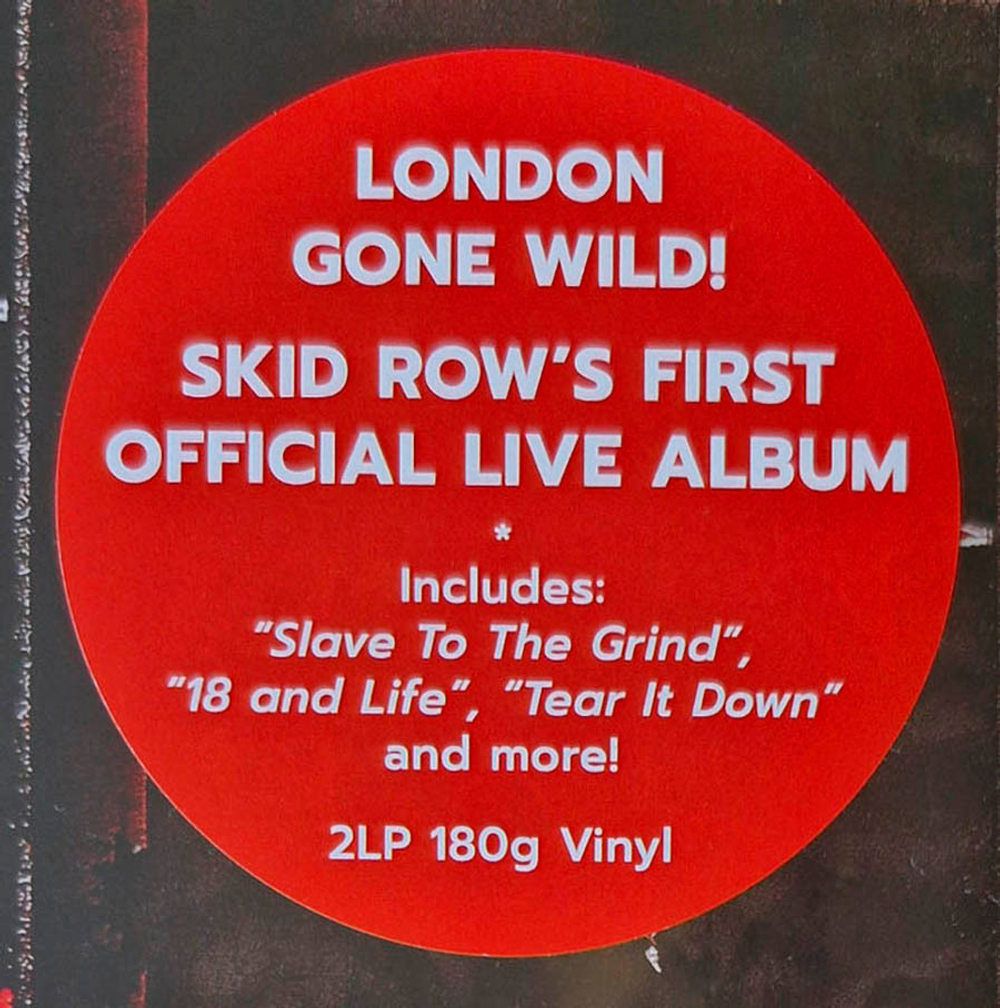 LONDON
GONE WILD!
SKID ROW'S FIRST
OFFICIAL LIVE ALBUM
*
Includes:
"Slave To The Grind",
"18 and Life", "Tear It Down"
and more!
2LP 180g Vinyl